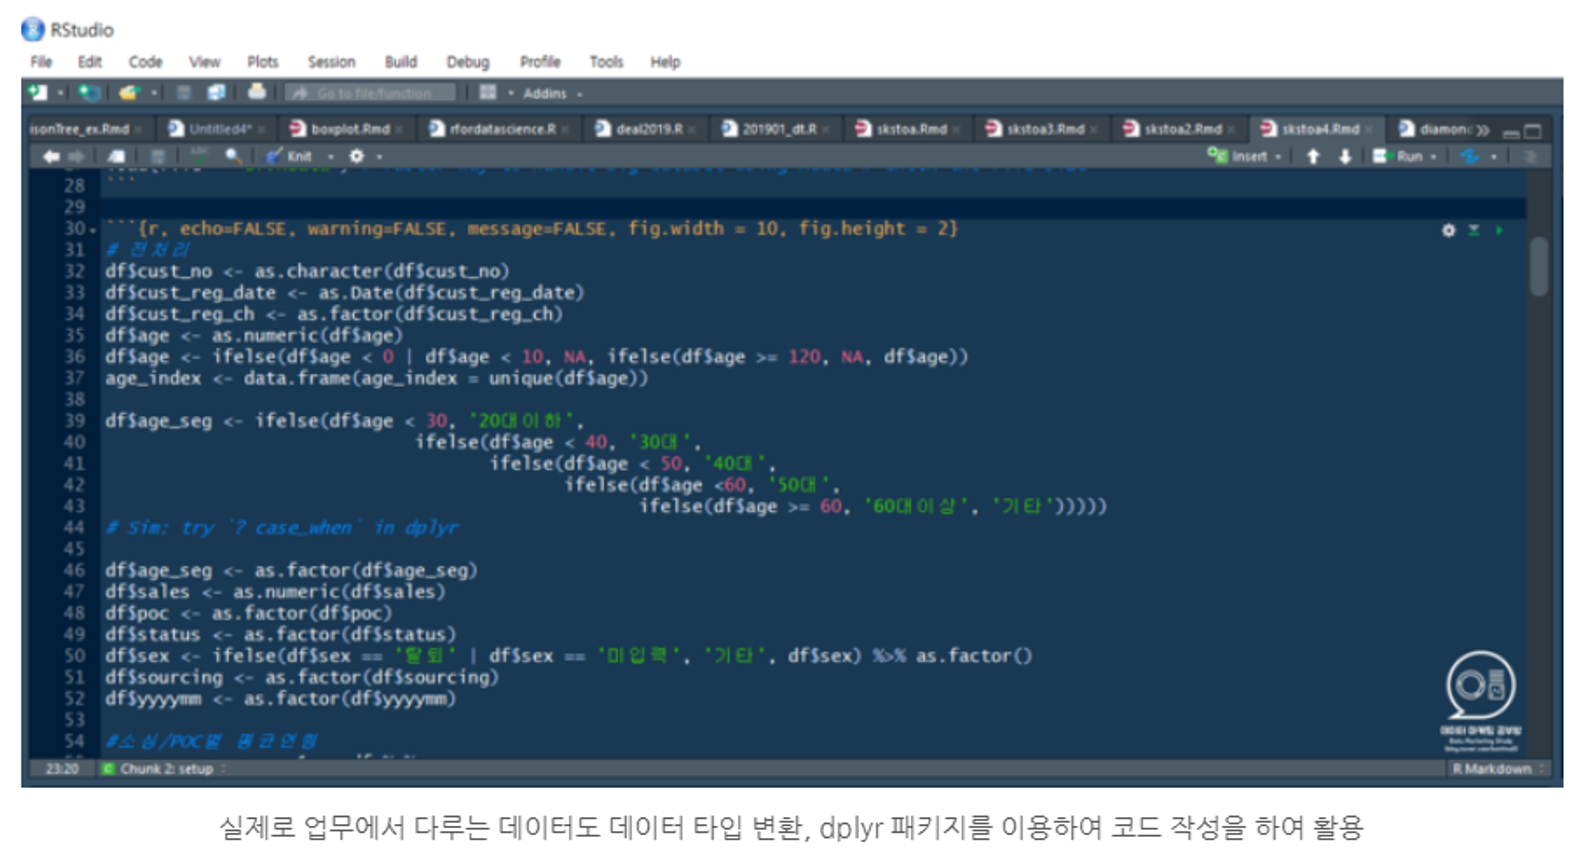 RStudio
File Edit Code View Plots Session Build Debug Profile Tools Help
Go to file/function Addins
isonTree_ex.Rmd Untitled4* boxplot.Rmd rfordatascience.R deal2019.R 201901_dt.R skstoa.Rmd skstoa3.Rmd skstoa2.Rmd skstoa4.Rmd diamon
Knit Insert Run
28 ```
29
30 ```{r, echo=FALSE, warning=FALSE, message=FALSE, fig.width = 10, fig.height = 2}
31 # 전처리
32 df$cust_no <- as.character(df$cust_no)
33 df$cust_reg_date <- as.Date(df$cust_reg_date)
34 df$cust_reg_ch <- as.factor(df$cust_reg_ch)
35 df$age <- as.numeric(df$age)
36 df$age <- ifelse(df$age < 0 | df$age < 10, NA, ifelse(df$age >= 120, NA, df$age))
37 age_index <- data.frame(age_index = unique(df$age))
38
39 df$age_seg <- ifelse(df$age < 30, '20대이하',
40 ifelse(df$age < 40, '30대',
41 ifelse(df$age < 50, '40대',
42 ifelse(df$age <60, '50대',
43 ifelse(df$age >= 60, '60대이상', '기타')))))
44 # Sim: try `? case_when` in dplyr
45
46 df$age_seg <- as.factor(df$age_seg)
47 df$sales <- as.numeric(df$sales)
48 df$poc <- as.factor(df$poc)
49 df$status <- as.factor(df$status)
50 df$sex <- ifelse(df$sex == '탈퇴' | df$sex == '미입력', '기타', df$sex) %>% as.factor()
51 df$sourcing <- as.factor(df$sourcing)
52 df$yyyymm <- as.factor(df$yyyymm)
53
54 #소싱/POC별 평균연령
데이터 마케팅 공부방
Data Marketing Study
23:20 Chunk 2: setup R Markdown
실제로 업무에서 다루는 데이터도 데이터 타입 변환, dplyr 패키지를 이용하여 코드 작성을 하여 활용